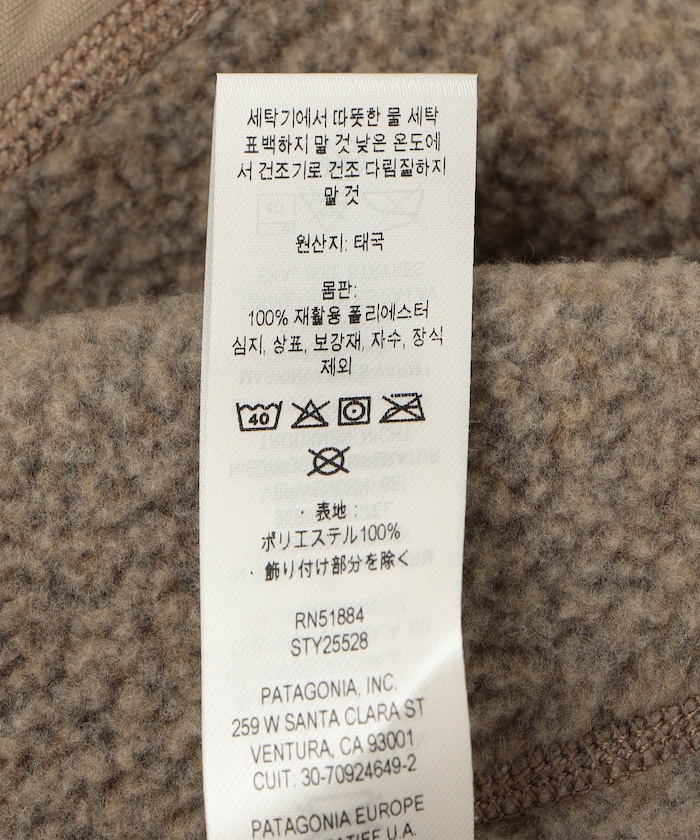 세탁기에서 따뜻한 물 세탁
표백하지 말 것 낮은 온도에
서 건조기로 건조 다림질하지
말 것
원산지: 태국
몸판:
100% 재활용 폴리에스터
심지, 상표, 보강재, 자수, 장식
제외
40
・表地：
ポリエステル100%
・飾り付け部分を除く
RN51884
STY25528
PATAGONIA, INC.
259 W SANTA CLARA ST
VENTURA, CA 93001
CUIT: 30-70924649-2
PATAGONIA EUROPE
U.A.